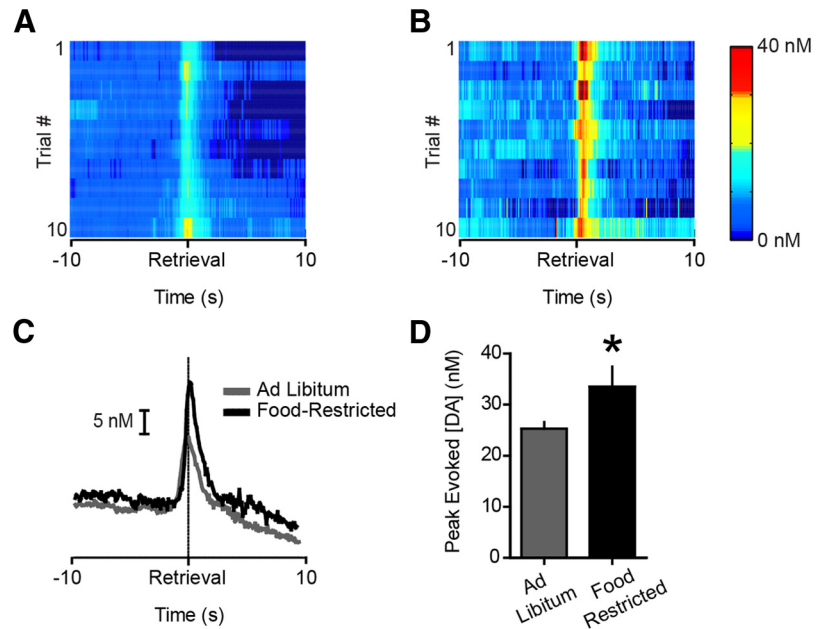 A
1
Trial #
10
-10
Retrieval
10
Time (s)
B
1
Trial #
10
-10
Retrieval
10
Time (s)
40 nM
0 nM
C
5 nM
Ad Libitum
Food-Restricted
-10
Retrieval
10
Time (s)
D
*
Peak Evoked [DA] (nM)
40
30
20
10
0
Ad
Libitum
Food
Restricted